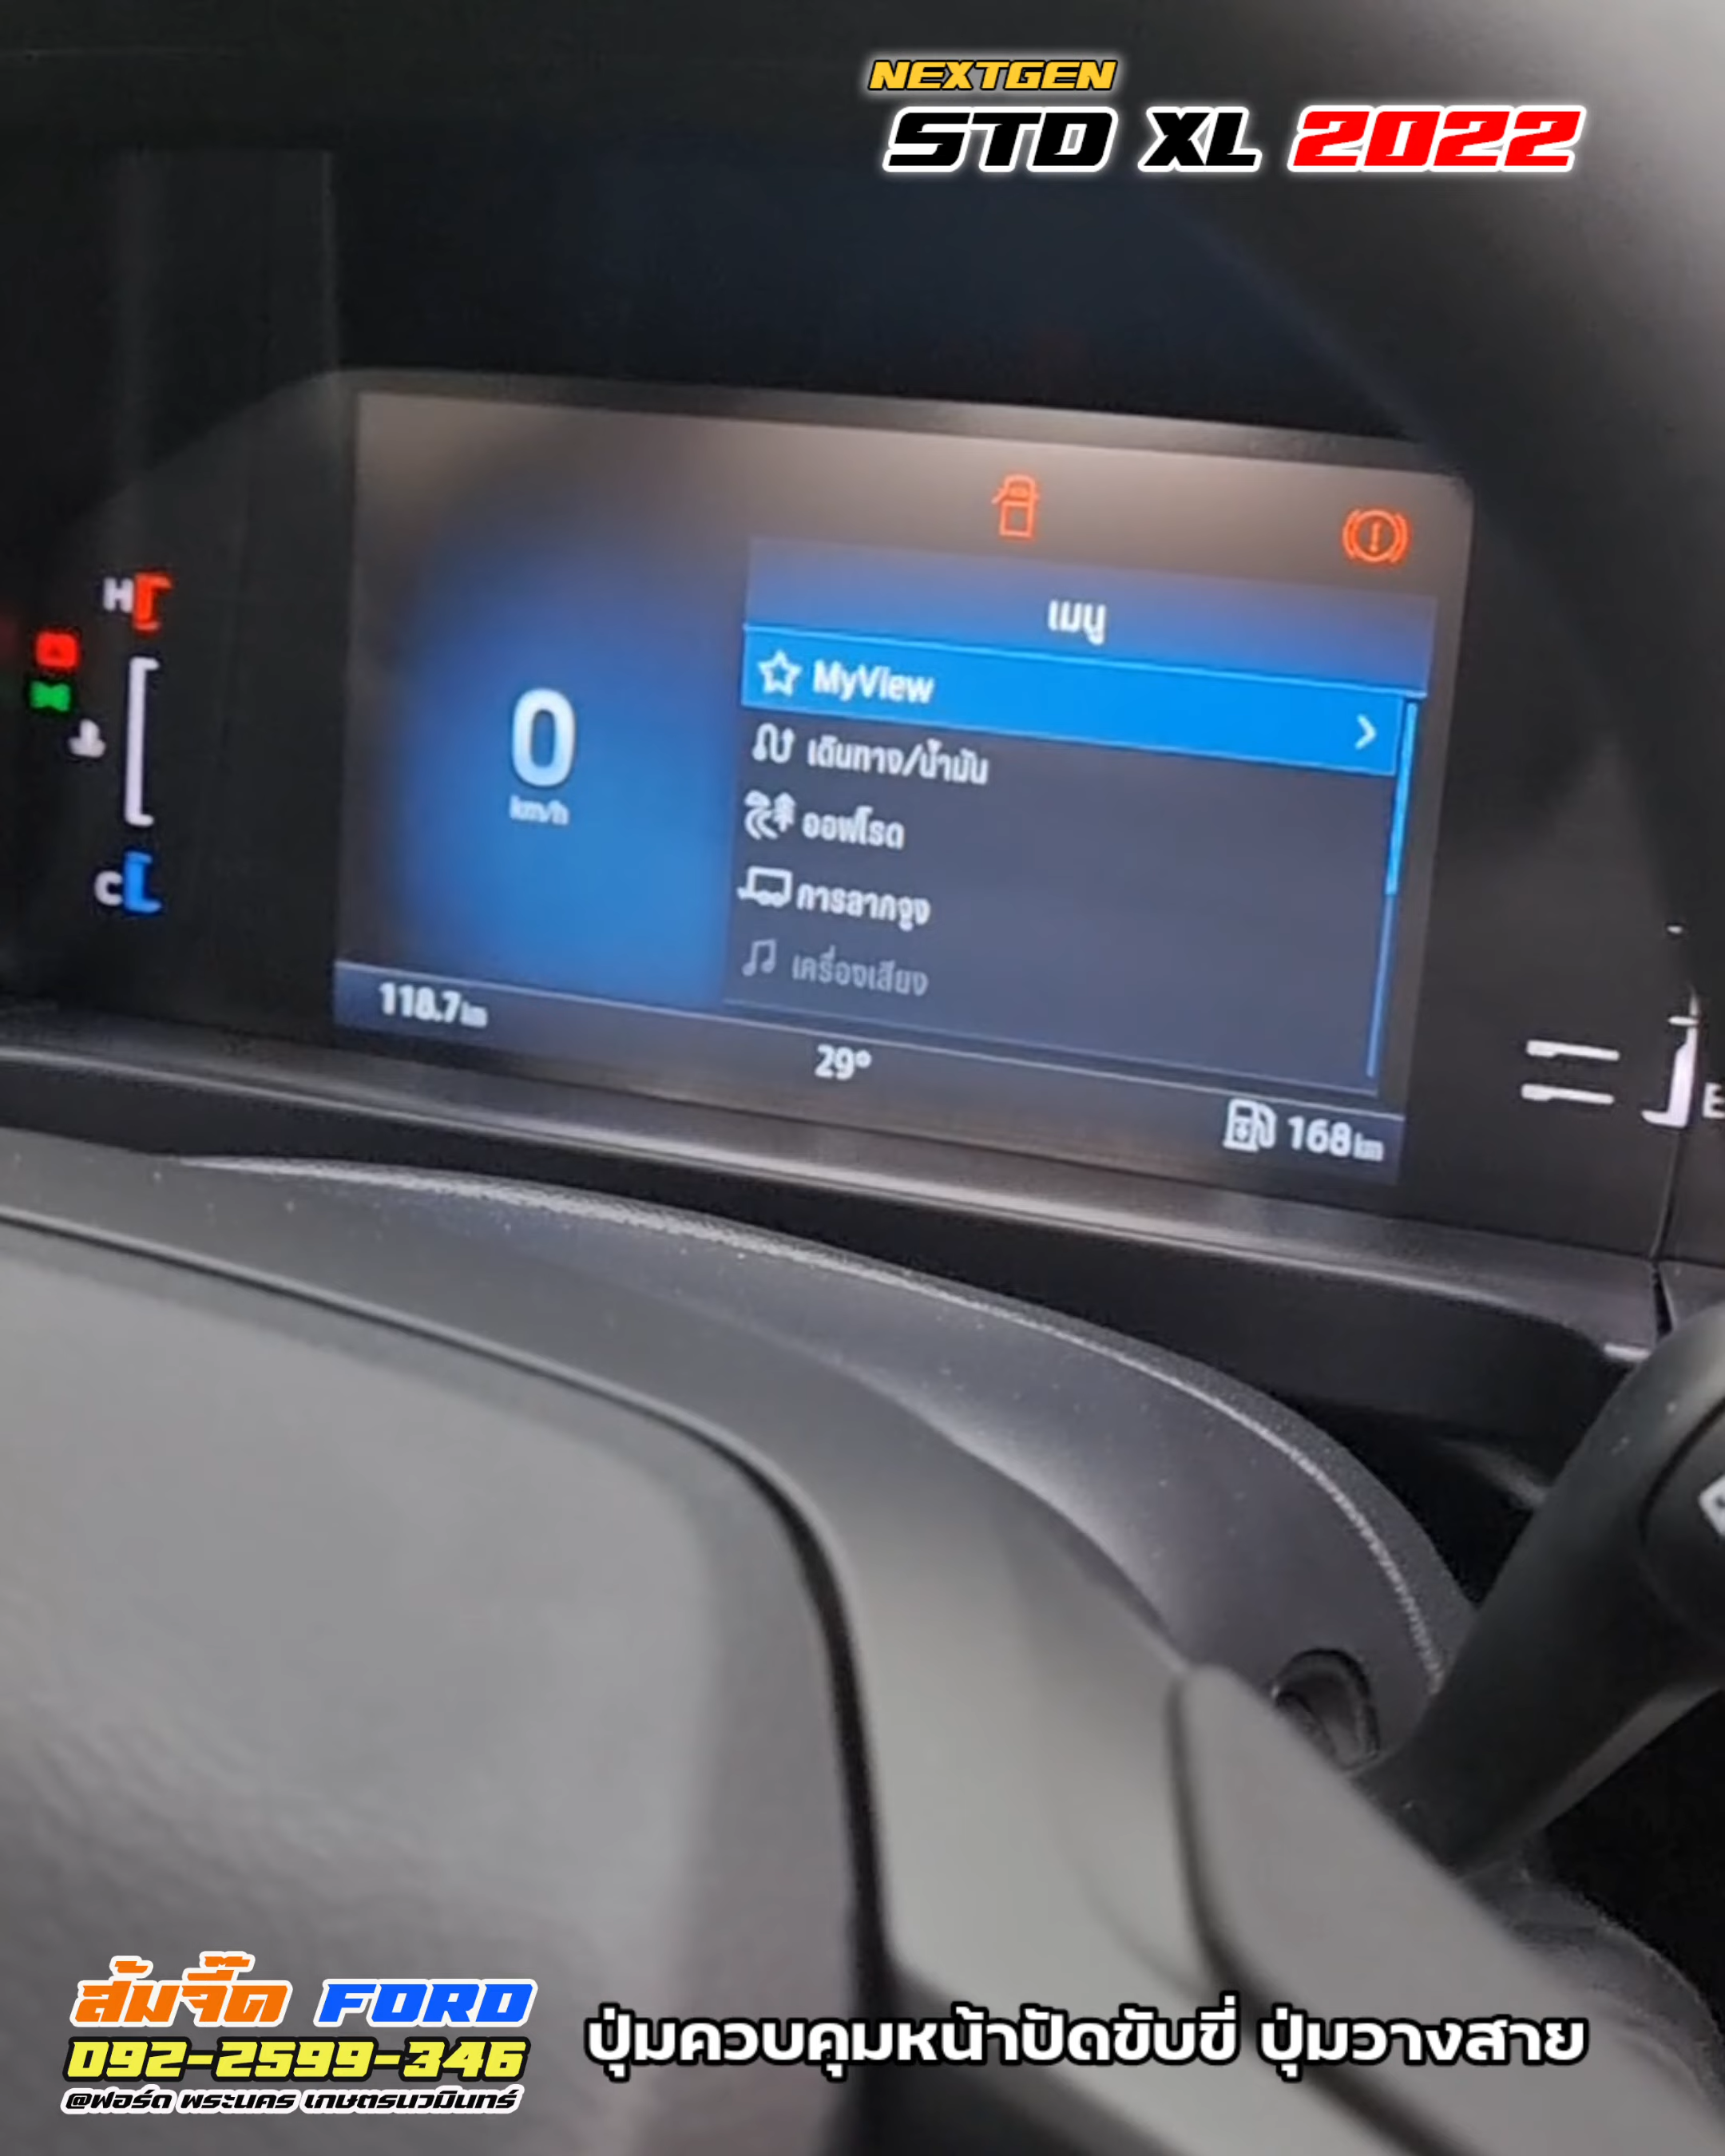 NEXTGEN
STD XL 2022
H
เมนู
MyView
เดินทาง/น้ำมัน
0
km/h
ออฟโรด
การลากจูง
C
เครื่องเสียง
118.7 km
29°
168 km
E
ส้มจี๊ด FORD
092-2599-346
@ฟอร์ด พระนคร เกษตรนวมินทร์
ปุ่มควบคุมหน้าปัดขับขี่ ปุ่มวางสาย